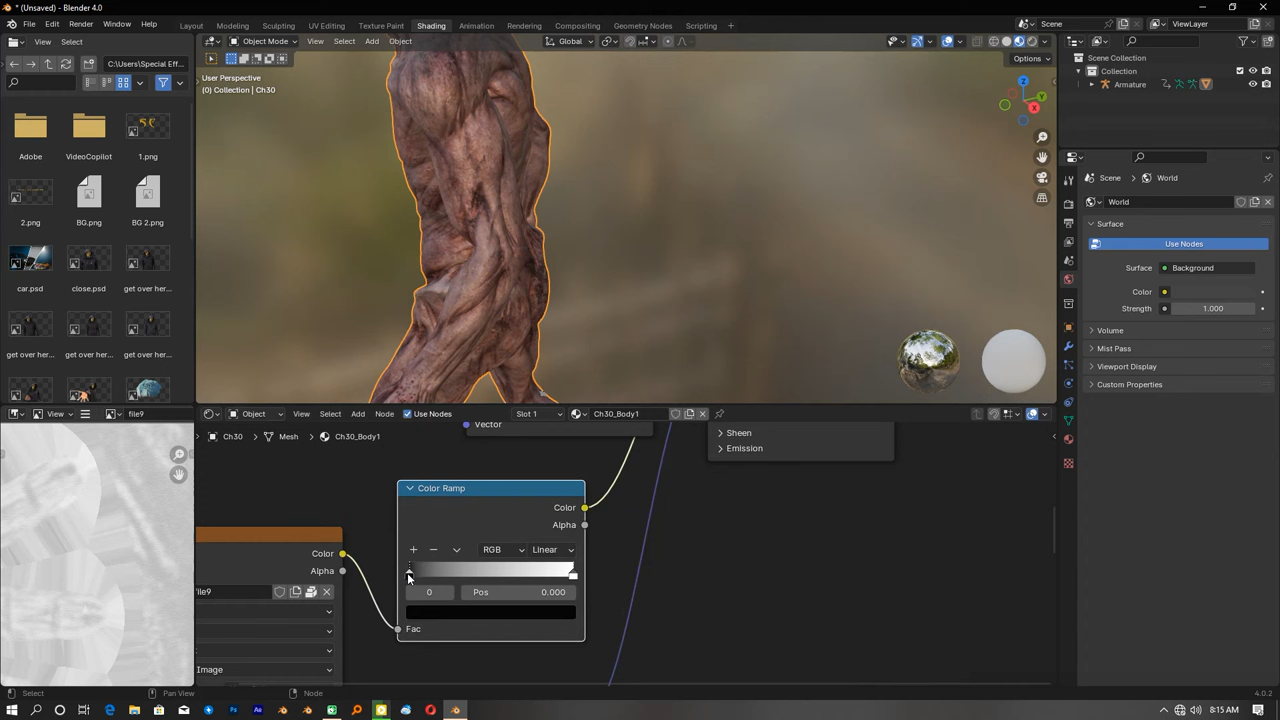 * (Unsaved) - Blender 4.0
File Edit Render Window Help Layout Modeling Sculpting UV Editing Texture Paint Shading Animation Rendering Compositing Geometry Nodes Scripting + Scene ViewLayer
View Select Object Mode View Select Add Object Global
C:\Users\Special Eff... Options
User Perspective
(0) Collection | Ch30
Scene Collection
Collection
Armature
Adobe VideoCopilot 1.png
2.png BG.png BG 2.png
car.psd close.psd get over her...
get over her... get over her... get over her...
Scene World
World
Surface
Use Nodes
Surface Background
Color
Strength 1.000
Volume
Mist Pass
Viewport Display
Custom Properties
View file9 Object View Select Add Node Use Nodes Slot 1 Ch30_Body1
Ch30 Mesh Ch30_Body1
Vector
Sheen
Emission
Color Ramp
Color
Alpha
RGB Linear
0 Pos 0.000
Fac
Color
Alpha
file9
Image
Select Pan View Node 4.0.2
Ps Ae 8:15 AM
X Y Z